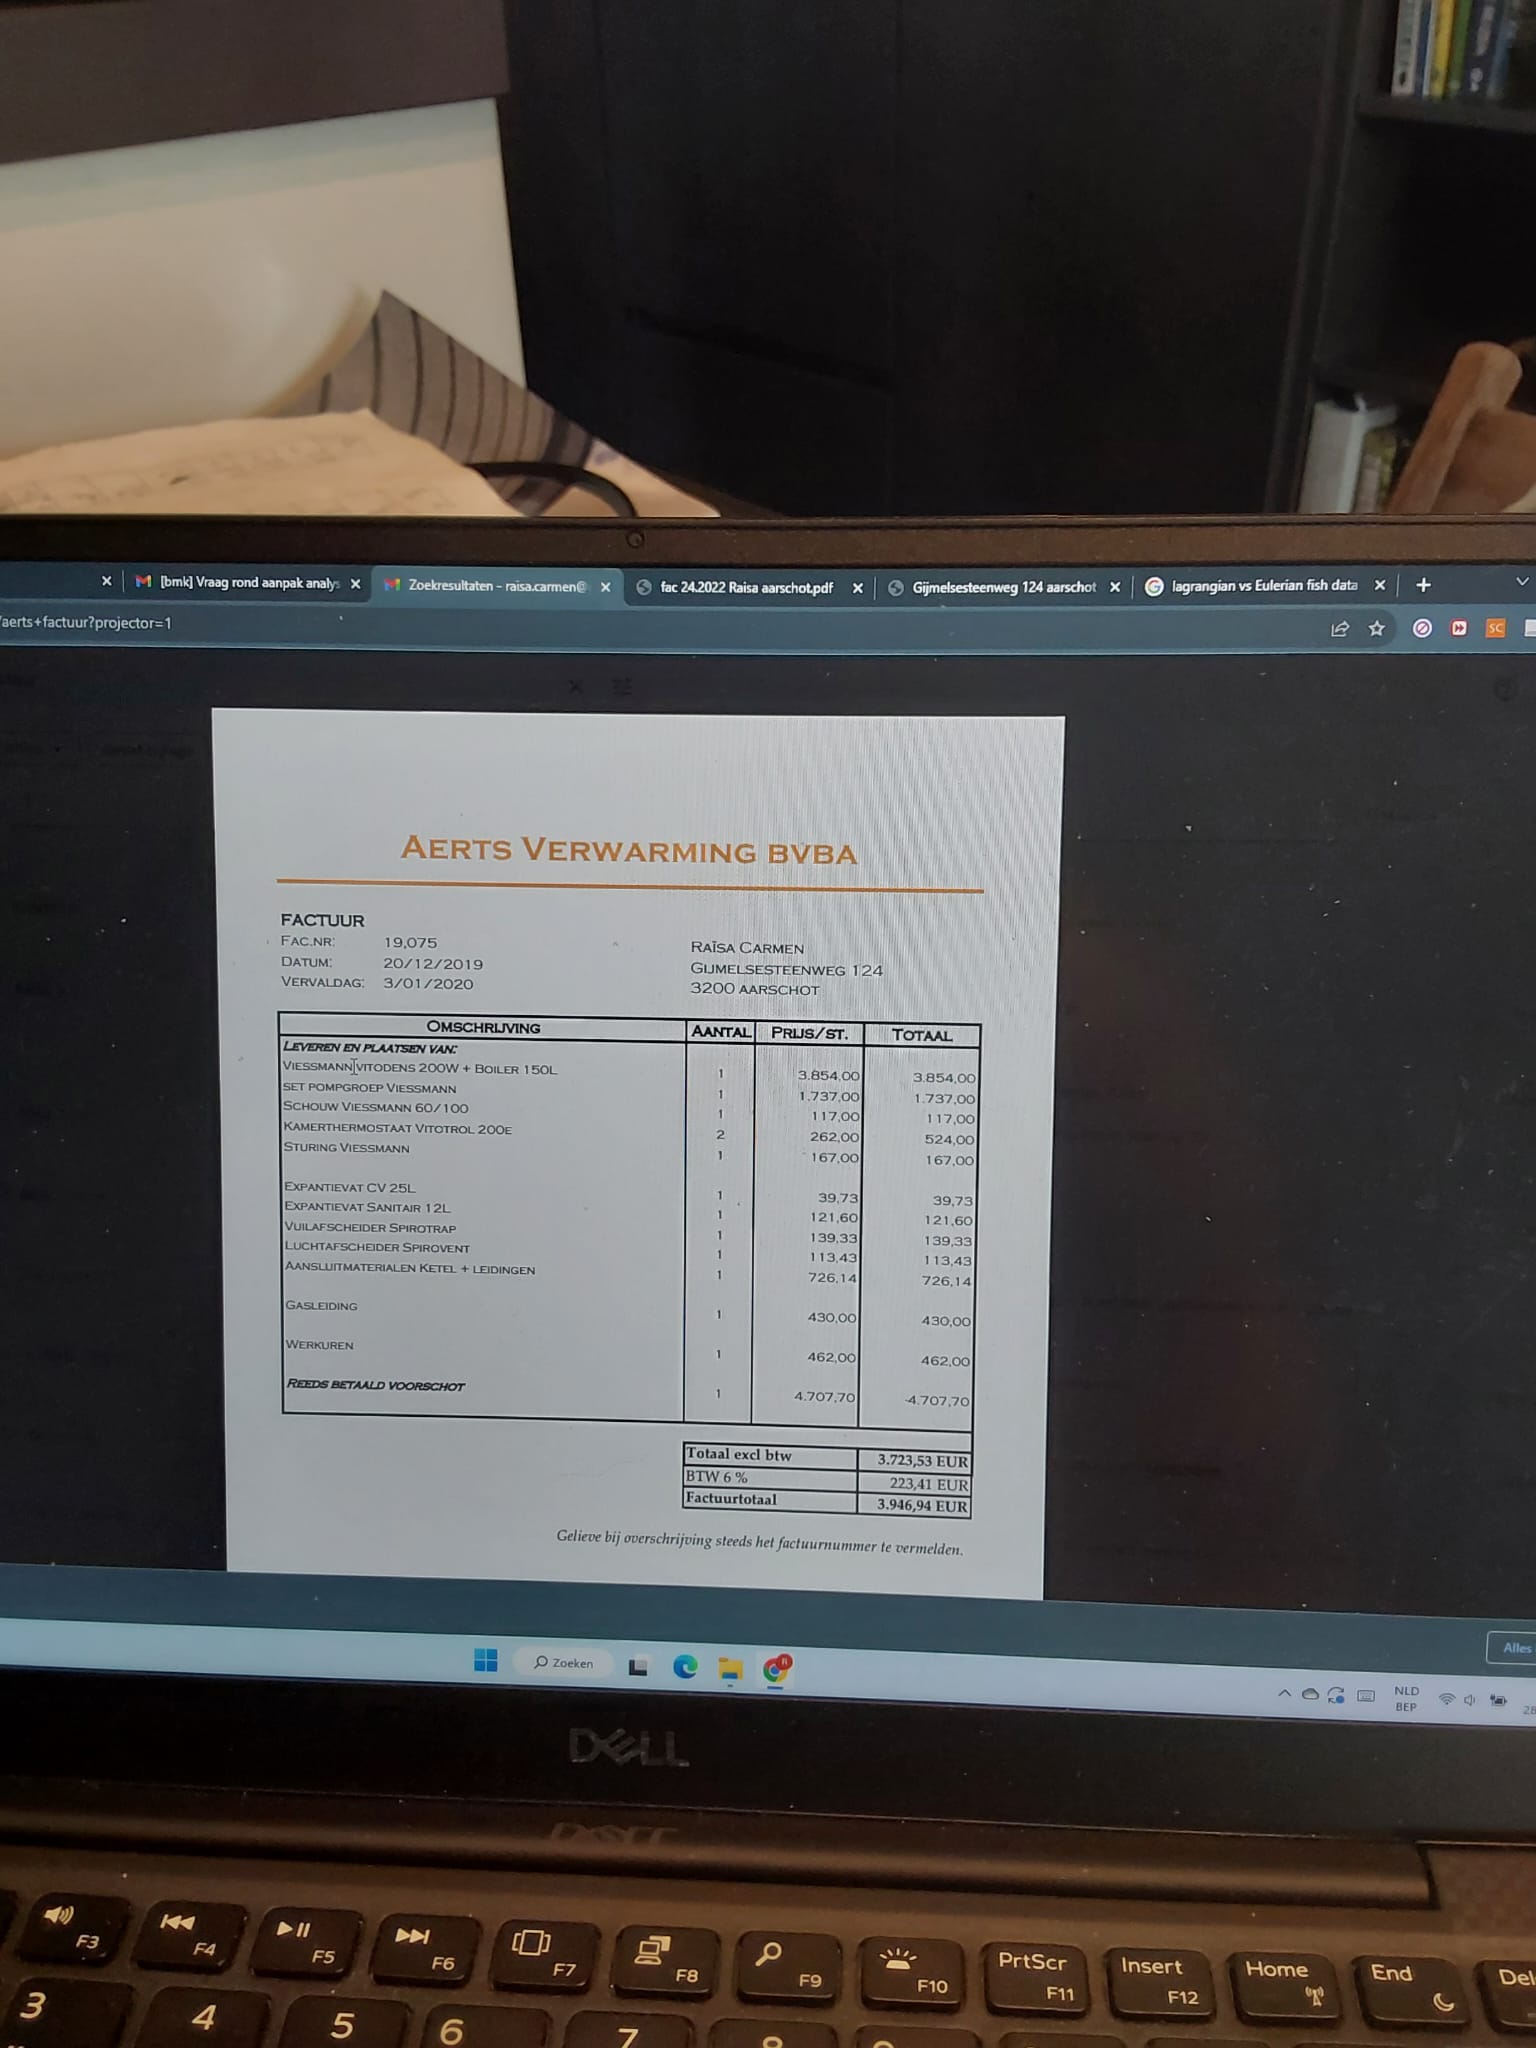 [bmk] Vraag rond aanpak analys
Zoekresultaten - raisa.carmen@
fac 24.2022 Raisa aarschot.pdf
Gijmelsesteenweg 124 aarschot
lagrangian vs Eulerian fish data
/aerts+factuur?projector=1
SC
AERTS VERWARMING BVBA
FACTUUR
FAC.NR: 19,075
DATUM: 20/12/2019
VERVALDAG: 3/01/2020
RAÏSA CARMEN
GIJMELSESTEENWEG 124
3200 AARSCHOT
OMSCHRIJVING AANTAL PRIJS/ST. TOTAAL
LEVEREN EN PLAATSEN VAN:
VIESSMANN VITODENS 200W + BOILER 150L 1 3.854,00 3.854,00
SET POMPGROEP VIESSMANN 1 1.737,00 1.737,00
SCHOUW VIESSMANN 60/100 1 117,00 117,00
KAMERTHERMOSTAAT VITOTROL 200E 2 262,00 524,00
STURING VIESSMANN 1 167,00 167,00
EXPANTIEVAT CV 25L 1 39,73 39,73
EXPANTIEVAT SANITAIR 12L 1 121,60 121,60
VUILAFSCHEIDER SPIROTRAP 1 139,33 139,33
LUCHTAFSCHEIDER SPIROVENT 1 113,43 113,43
AANSLUITMATERIALEN KETEL + LEIDINGEN 1 726,14 726,14
GASLEIDING 1 430,00 430,00
WERKUREN 1 462,00 462,00
REEDS BETAALD VOORSCHOT 1 4.707,70 -4.707,70
Totaal excl btw 3.723,53 EUR
BTW 6 % 223,41 EUR
Factuurtotaal 3.946,94 EUR
Gelieve bij overschrijving steeds het factuurnummer te vermelden.
Alles
Zoeken
NLD
BEP
28
DELL
F3 F4 F5 F6 F7 F8 F9 F10 PrtScr F11 Insert F12 Home End Del
3 4 5 6 7